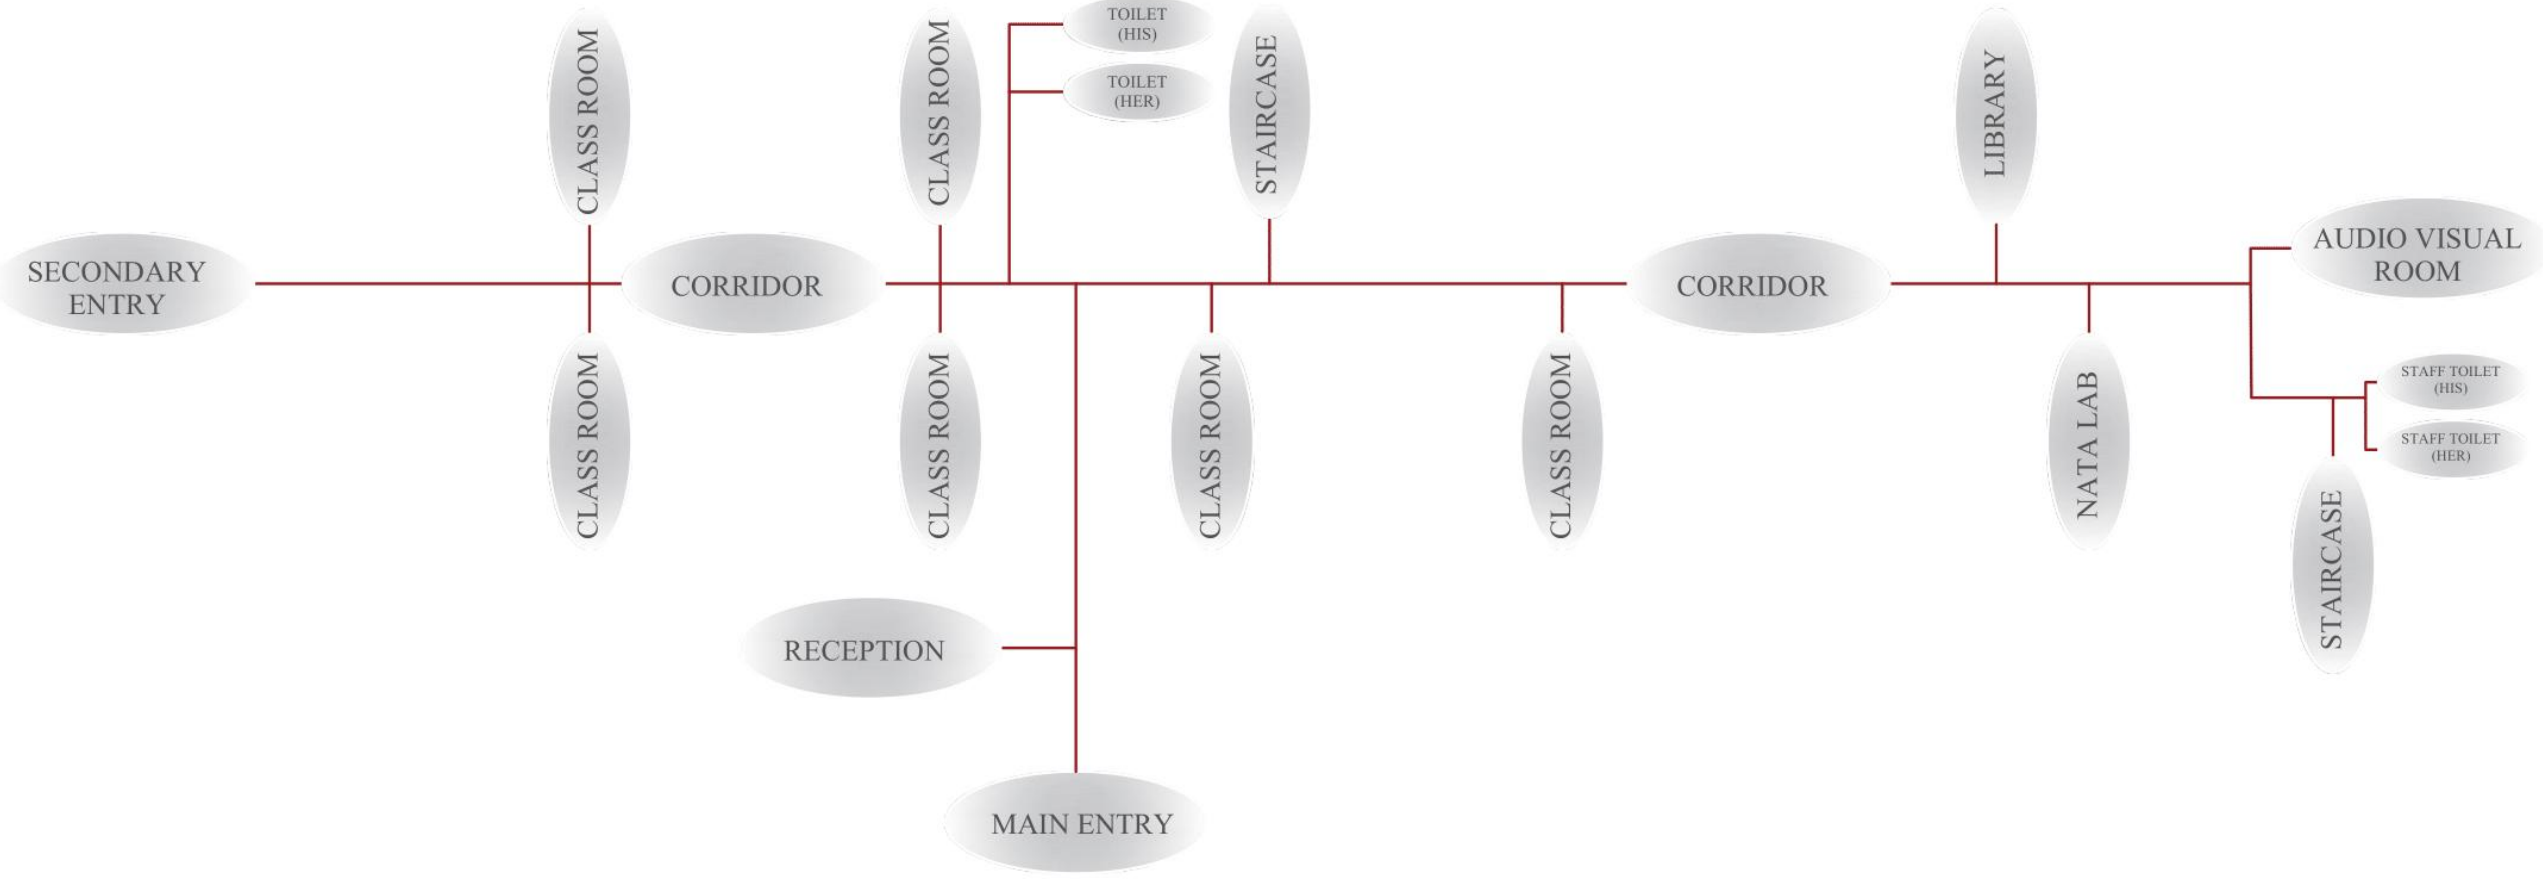 CLASS ROOM
CLASS ROOM
TOILET
(HIS)
TOILET
(HER)
STAIRCASE
LIBRARY
SECONDARY
ENTRY
CORRIDOR
CORRIDOR
AUDIO VISUAL
ROOM
CLASS ROOM
CLASS ROOM
CLASS ROOM
CLASS ROOM
NATA LAB
STAFF TOILET
(HIS)
STAFF TOILET
(HER)
STAIRCASE
RECEPTION
MAIN ENTRY